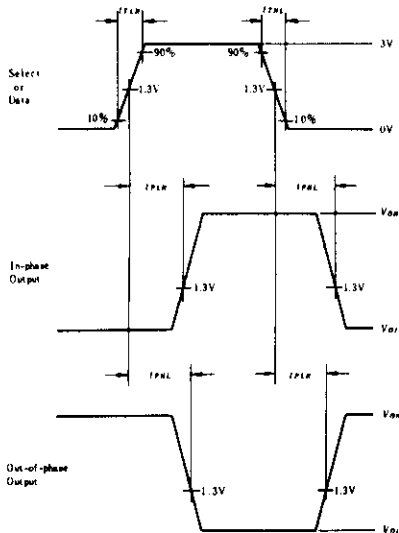 tTLH
tTHL
3V
90%
90%
Select
or
Data
1.3V
1.3V
10%
10%
0V
tPLH
tPHL
VOH
In-phase
Output
1.3V
1.3V
VOL
tPHL
tPLH
VOH
Out-of-phase
Output
1.3V
1.3V
VOL